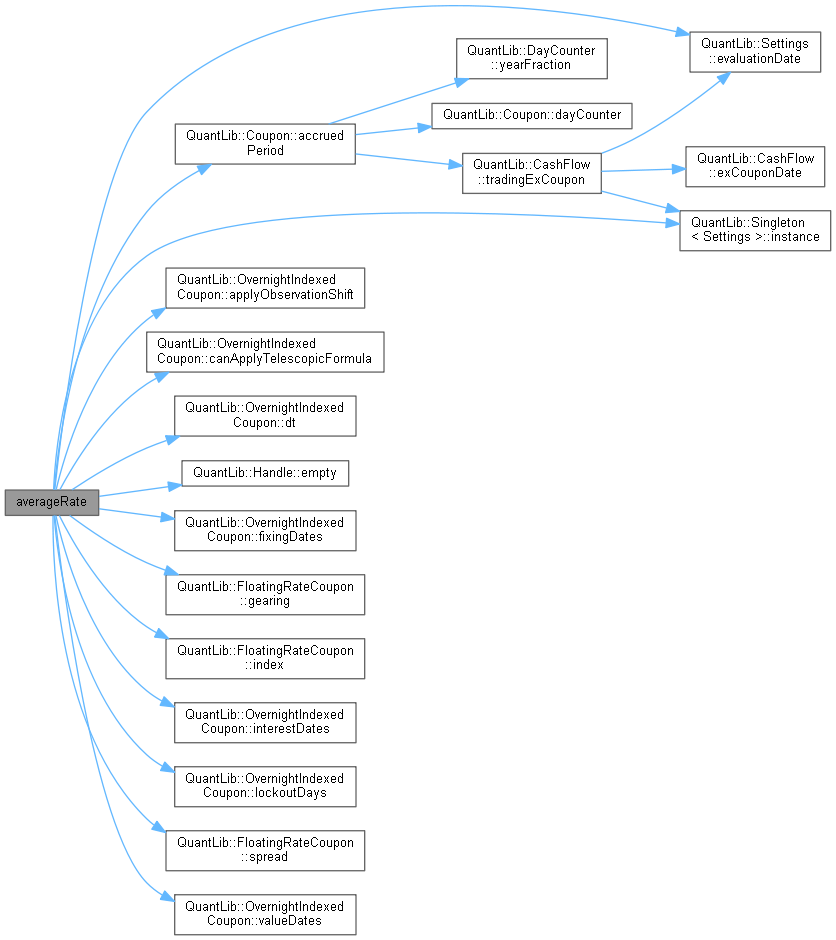 averageRate
QuantLib::Coupon::accrued
Period
QuantLib::DayCounter
::yearFraction
QuantLib::Coupon::dayCounter
QuantLib::CashFlow
::tradingExCoupon
QuantLib::Settings
::evaluationDate
QuantLib::CashFlow
::exCouponDate
QuantLib::Singleton
< Settings >::instance
QuantLib::OvernightIndexed
Coupon::applyObservationShift
QuantLib::OvernightIndexed
Coupon::canApplyTelescopicFormula
QuantLib::OvernightIndexed
Coupon::dt
QuantLib::Handle::empty
QuantLib::OvernightIndexed
Coupon::fixingDates
QuantLib::FloatingRateCoupon
::gearing
QuantLib::FloatingRateCoupon
::index
QuantLib::OvernightIndexed
Coupon::interestDates
QuantLib::OvernightIndexed
Coupon::lockoutDays
QuantLib::FloatingRateCoupon
::spread
QuantLib::OvernightIndexed
Coupon::valueDates